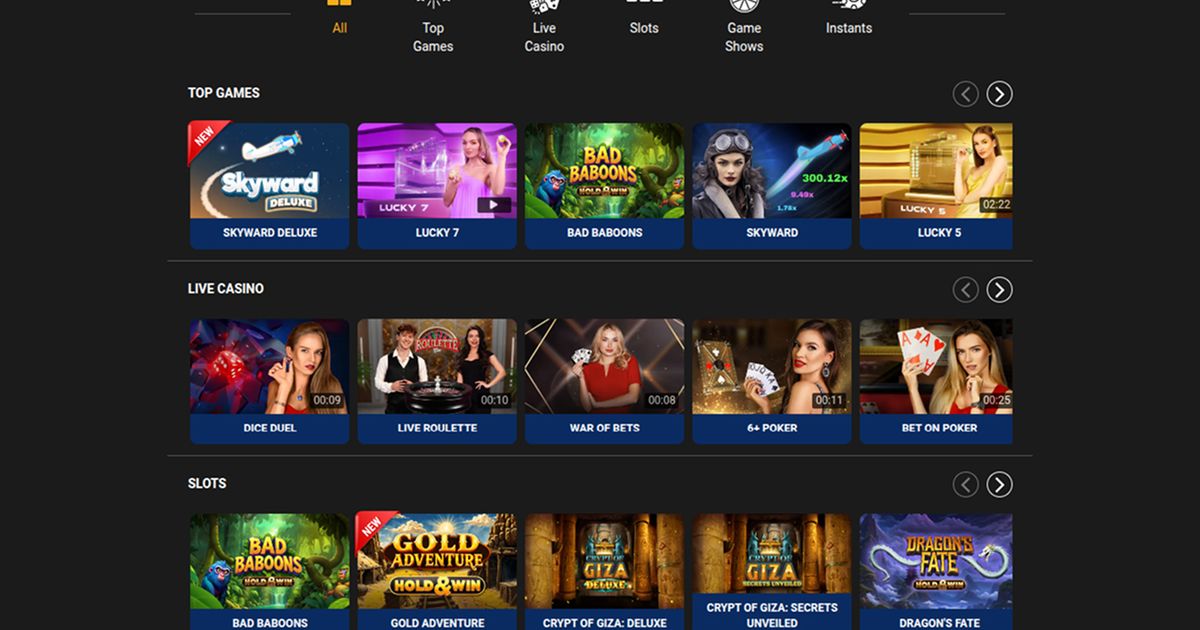 All
Top
Games
Live
Casino
Slots
Game
Shows
Instants
TOP GAMES
NEW
Skyward
DELUXE
LUCKY 7
BAD
BABOONS
HOLD & WIN
300.12x
9.49x
1.78x
LUCKY 5
02:22
SKYWARD DELUXE
LUCKY 7
BAD BABOONS
SKYWARD
LUCKY 5
LIVE CASINO
ROULETTE
00:09
00:10
00:08
00:11
00:25
DICE DUEL
LIVE ROULETTE
WAR OF BETS
6+ POKER
BET ON POKER
SLOTS
BAD
BABOONS
HOLD & WIN
NEW
GOLD
ADVENTURE
HOLD & WIN
CRYPT OF
GIZA
DELUXE
CRYPT OF
GIZA
SECRETS UNVEILED
DRAGON'S
FATE
HOLD & WIN
BAD BABOONS
GOLD ADVENTURE
CRYPT OF GIZA: DELUXE
CRYPT OF GIZA: SECRETS
UNVEILED
DRAGON'S FATE